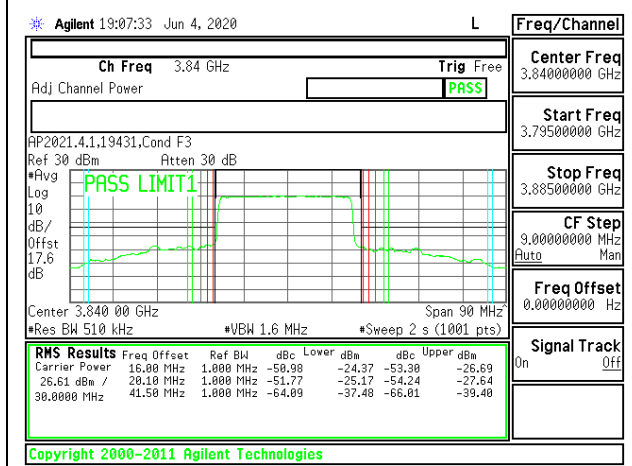 Agilent 19:07:33 Jun 4, 2020 L
Freq/Channel
Ch Freq 3.84 GHz Trig Free
Adj Channel Power PASS
Center Freq
3.84000000 GHz
Start Freq
3.79500000 GHz
Stop Freq
3.88500000 GHz
CF Step
9.00000000 MHz
Auto Man
Freq Offset
0.00000000 Hz
Signal Track
On Off
AP2021.4.1,19431,Cond F3
Ref 30 dBm Atten 30 dB
#Avg
Log
10
dB/
Offst
17.6
dB
PASS LIMIT1
Center 3.840 00 GHz Span 90 MHz
#Res BW 510 kHz #VBW 1.6 MHz #Sweep 2 s (1001 pts)
RMS Results Freq Offset Ref BW dBc Lower dBm dBc Upper dBm
Carrier Power 16.00 MHz 1.000 MHz -50.98 -24.37 -53.30 -26.69
26.61 dBm / 20.10 MHz 1.000 MHz -51.77 -25.17 -54.24 -27.64
30.0000 MHz 41.50 MHz 1.000 MHz -64.09 -37.48 -66.01 -39.40
Copyright 2000-2011 Agilent Technologies